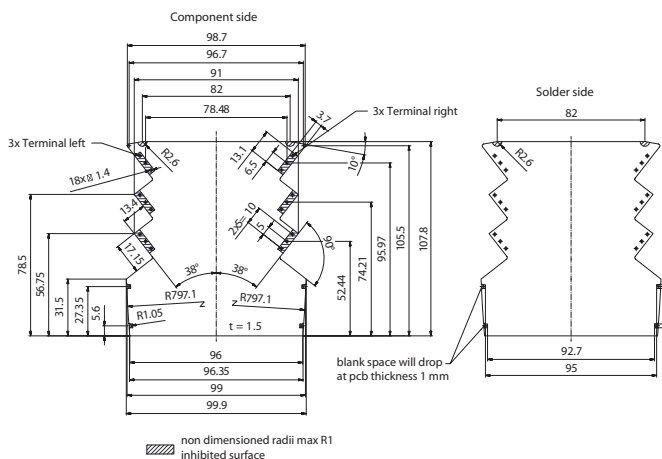 Component side
98.7
96.7
91
82
78.48
3.7
3x Terminal right
3x Terminal left
R2.6
13.1
6.5
10°
18x⌀ 1.4
13.4
2x5= 10
5
90°
17.15
38°
38°
R797.1
R797.1
z
z
R1.05
t = 1.5
78.5
56.75
31.5
27.35
5.6
52.44
74.21
95.97
105.5
107.8
96
96.35
99
99.9
Solder side
82
R2.6
blank space will drop
at pcb thickness 1 mm
92.7
95
non dimensioned radii max R1
inhibited surface